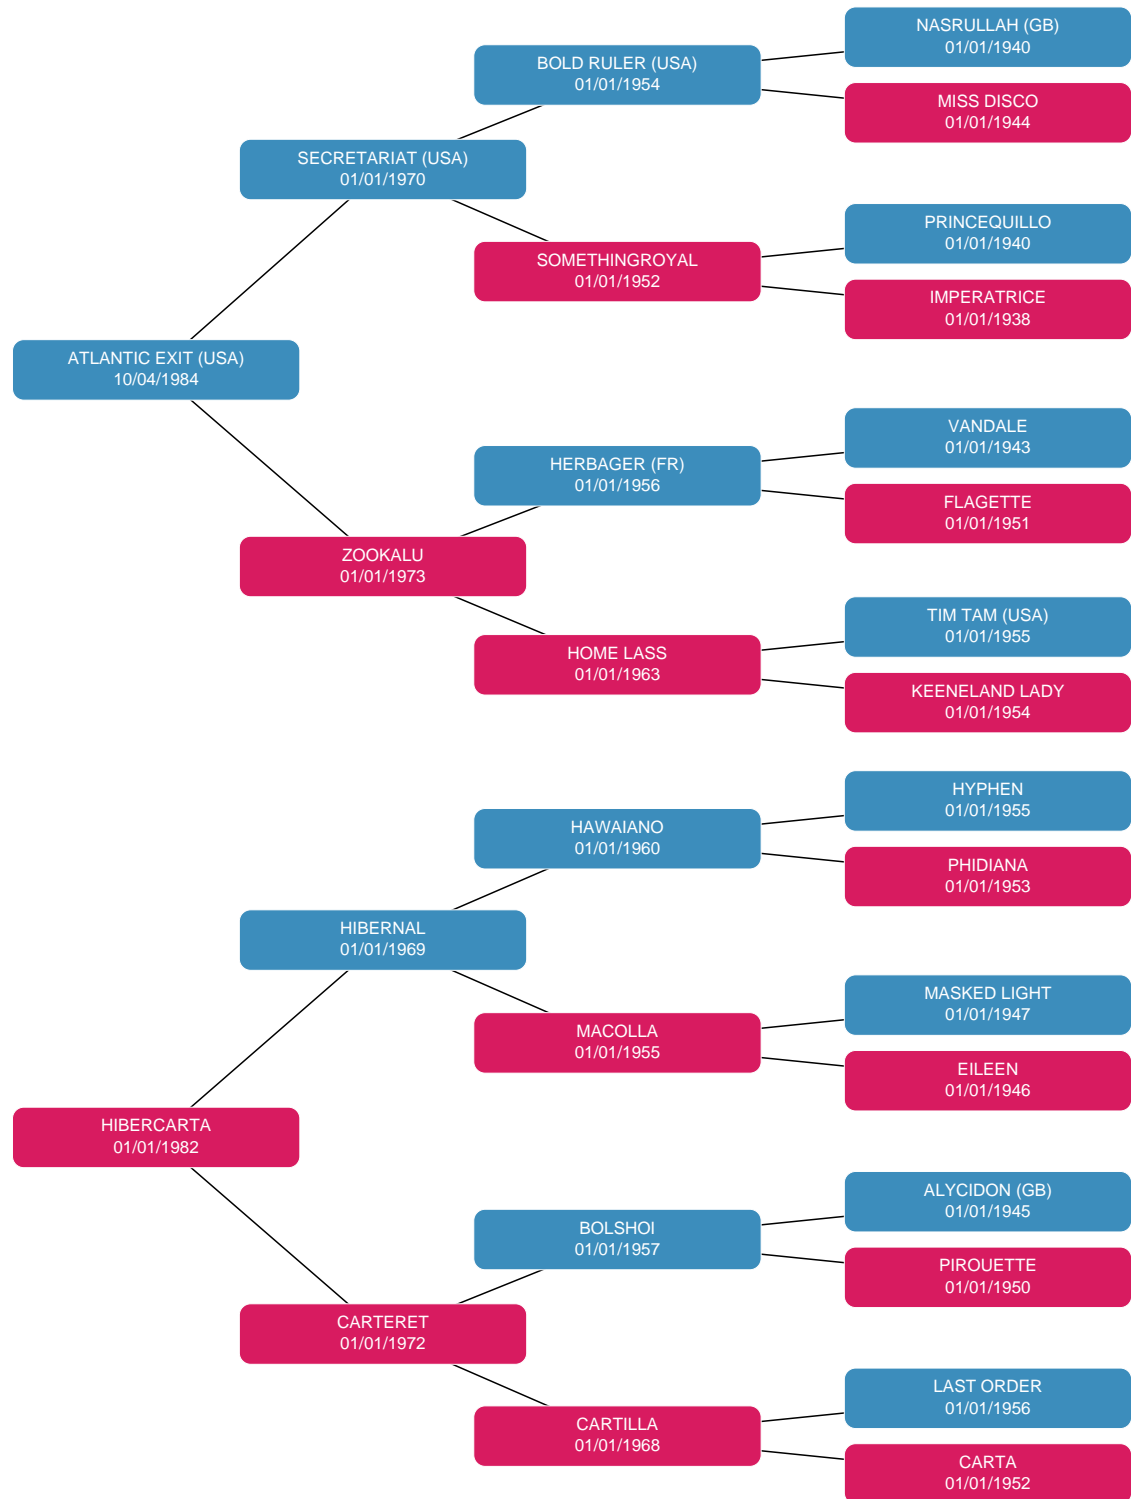 NASRULLAH (GB)
01/01/1940
BOLD RULER (USA)
01/01/1954
MISS DISCO
01/01/1944
SECRETARIAT (USA)
01/01/1970
PRINCEQUILLO
01/01/1940
SOMETHINGROYAL
01/01/1952
IMPERATRICE
01/01/1938
ATLANTIC EXIT (USA)
10/04/1984
VANDALE
01/01/1943
HERBAGER (FR)
01/01/1956
FLAGETTE
01/01/1951
ZOOKALU
01/01/1973
TIM TAM (USA)
01/01/1955
HOME LASS
01/01/1963
KEENELAND LADY
01/01/1954
HYPHEN
01/01/1955
HAWAIANO
01/01/1960
PHIDIANA
01/01/1953
HIBERNAL
01/01/1969
MASKED LIGHT
01/01/1947
MACOLLA
01/01/1955
EILEEN
01/01/1946
HIBERCARTA
01/01/1982
ALYCIDON (GB)
01/01/1945
BOLSHOI
01/01/1957
PIROUETTE
01/01/1950
CARTERET
01/01/1972
LAST ORDER
01/01/1956
CARTILLA
01/01/1968
CARTA
01/01/1952